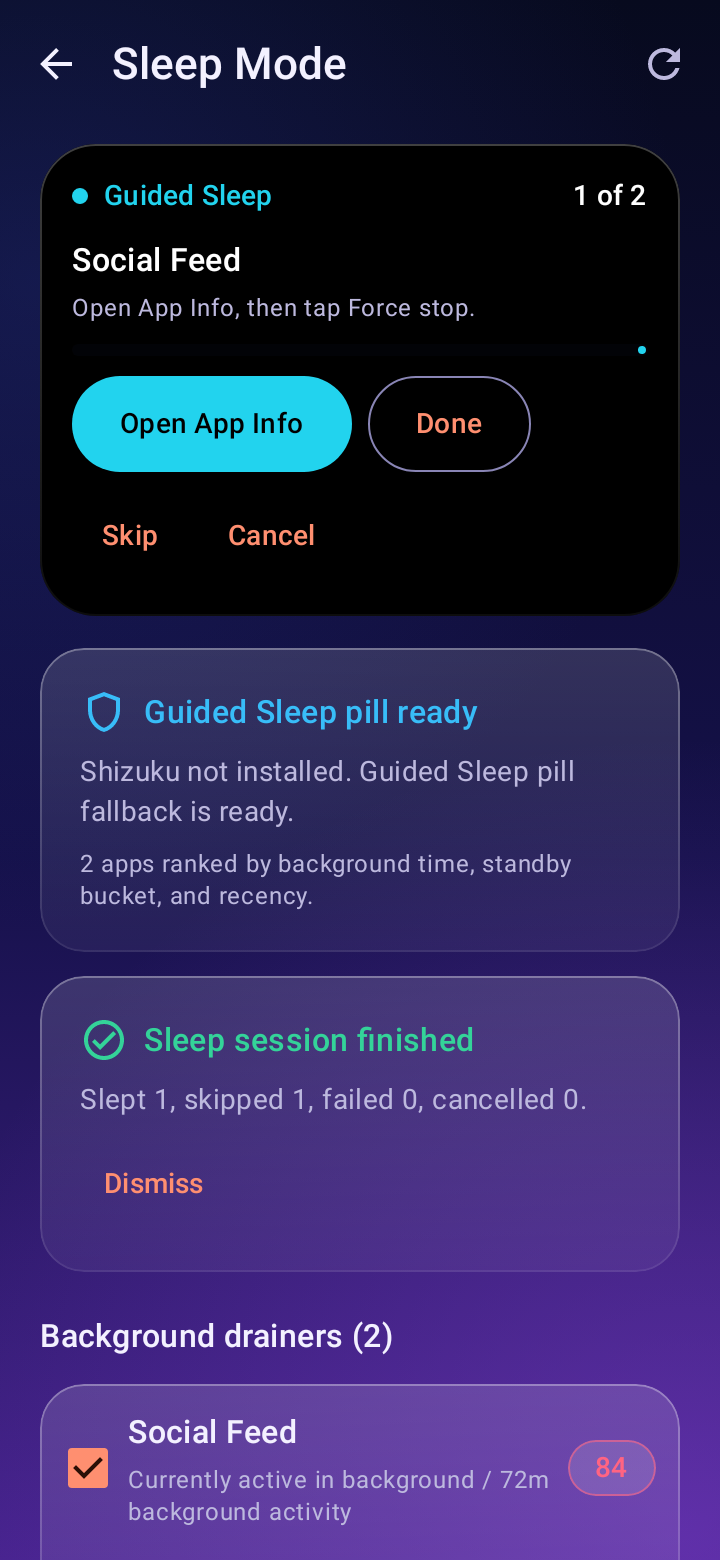 Sleep Mode
Guided Sleep
1 of 2
Social Feed
Open App Info, then tap Force stop.
Open App Info
Done
Skip
Cancel
Guided Sleep pill ready
Shizuku not installed. Guided Sleep pill
fallback is ready.
2 apps ranked by background time, standby
bucket, and recency.
Sleep session finished
Slept 1, skipped 1, failed 0, cancelled 0.
Dismiss
Background drainers (2)
Social Feed
Currently active in background / 72m
background activity
84